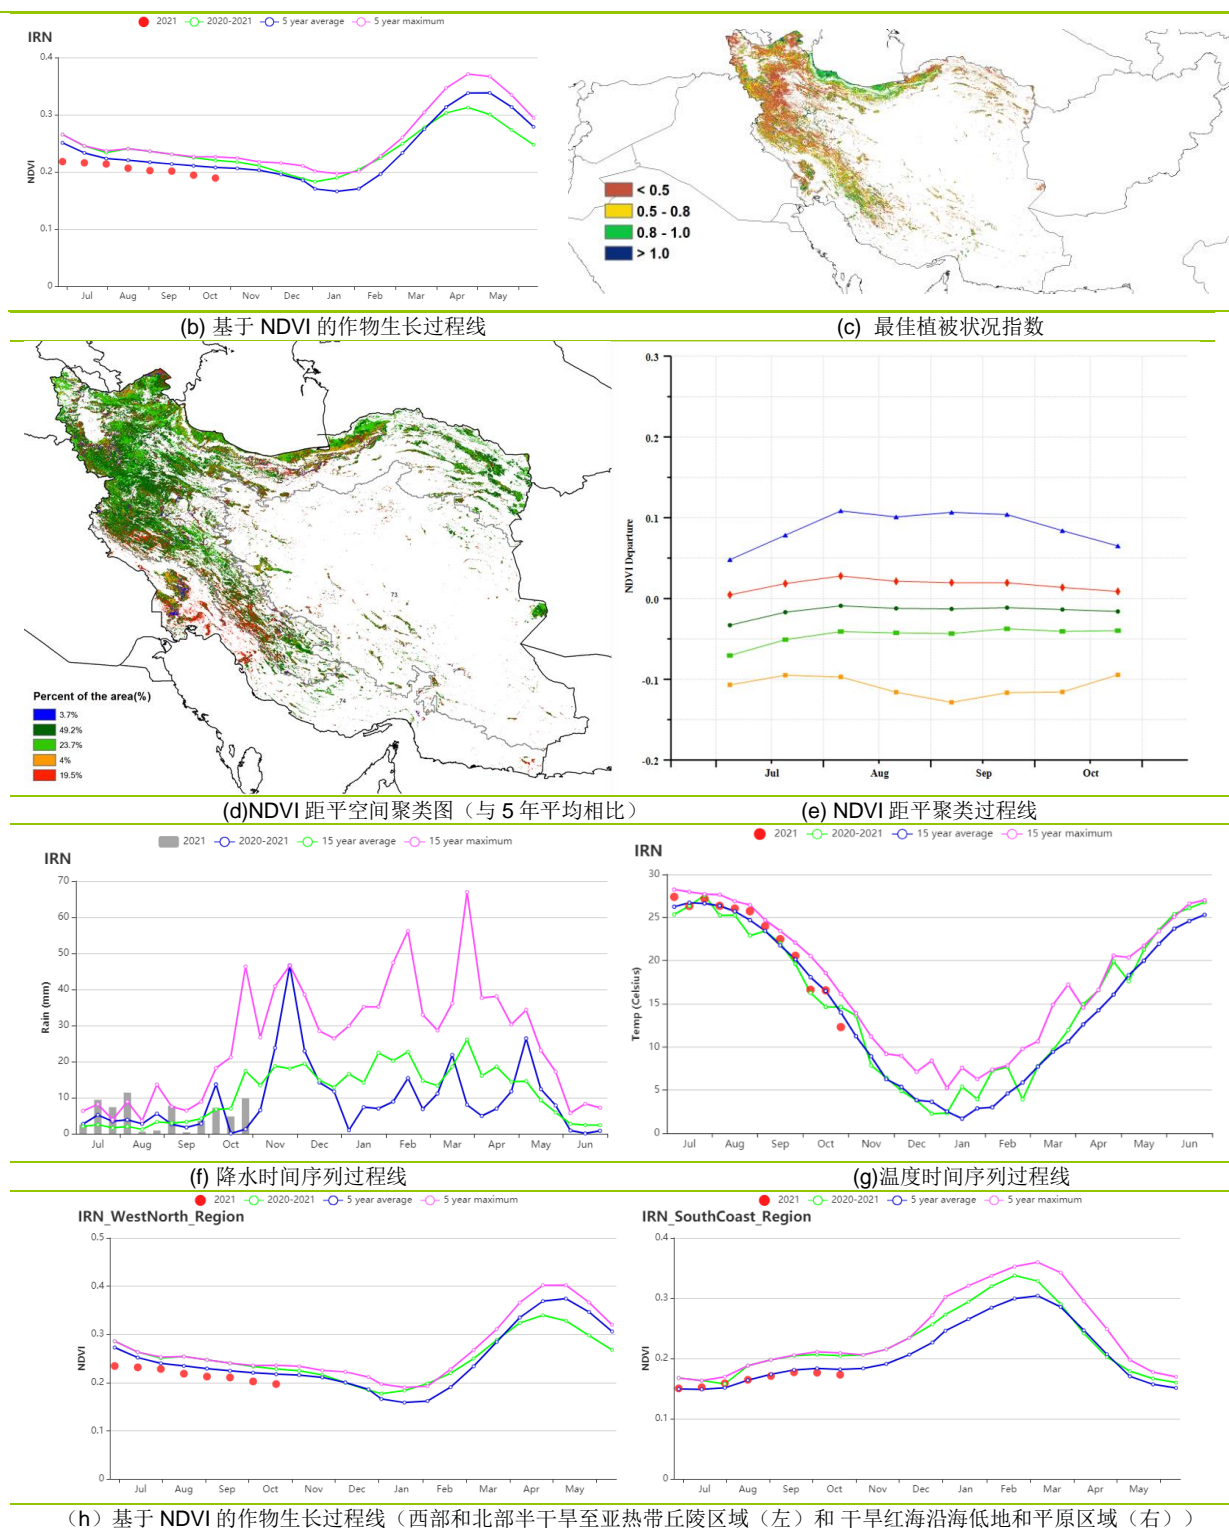 2021 2020-2021 5 year average 5 year maximum
IRN
NDVI
0.4
0.3
0.2
0.1
0
Jul Aug Sep Oct Nov Dec Jan Feb Mar Apr May
< 0.5
0.5 - 0.8
0.8 - 1.0
> 1.0
(b) 基于 NDVI 的作物生长过程线
(c) 最佳植被状况指数
73
74
Percent of the area(%)
3.7%
49.2%
23.7%
4%
19.5%
NDVI Departure
0.3
0.2
0.1
0.0
-0.1
-0.2
Jul Aug Sep Oct
(d)NDVI 距平空间聚类图（与 5 年平均相比）
(e) NDVI 距平聚类过程线
2021 2020-2021 15 year average 15 year maximum
IRN
Rain (mm)
70
60
50
40
30
20
10
0
Jul Aug Sep Oct Nov Dec Jan Feb Mar Apr May Jun
2021 2020-2021 15 year average 15 year maximum
IRN
Temp (Celsius)
30
25
20
15
10
5
0
Jul Aug Sep Oct Nov Dec Jan Feb Mar Apr May Jun
(f) 降水时间序列过程线
(g)温度时间序列过程线
2021 2020-2021 5 year average 5 year maximum
IRN_WestNorth_Region
NDVI
0.5
0.4
0.3
0.2
0.1
0
Jul Aug Sep Oct Nov Dec Jan Feb Mar Apr May
2021 2020-2021 5 year average 5 year maximum
IRN_SouthCoast_Region
NDVI
0.4
0.3
0.2
0.1
0
Jul Aug Sep Oct Nov Dec Jan Feb Mar Apr May
（h）基于 NDVI 的作物生长过程线（西部和北部半干旱至亚热带丘陵区域（左）和 干旱红海沿海低地和平原区域（右））